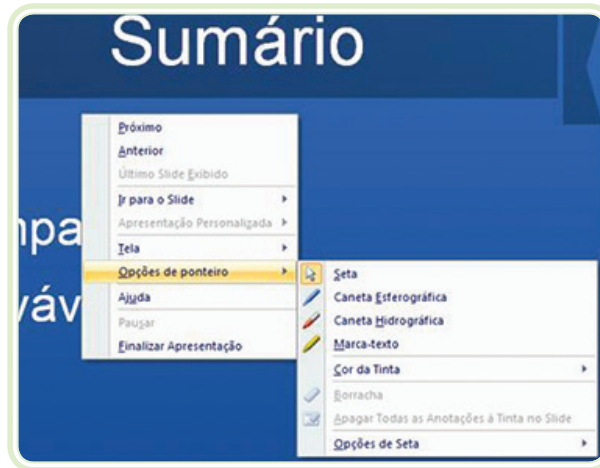 Sumário
Próximo
Anterior
Último Slide Exibido
Ir para o Slide
Apresentação Personalizada
Tela
Opções de ponteiro
Ajuda
Pausar
Finalizar Apresentação
Seta
Caneta Esferográfica
Caneta Hidrográfica
Marca-texto
Cor da Tinta
Borracha
Apagar Todas as Anotações à Tinta no Slide
Opções de Seta
mpa
váv